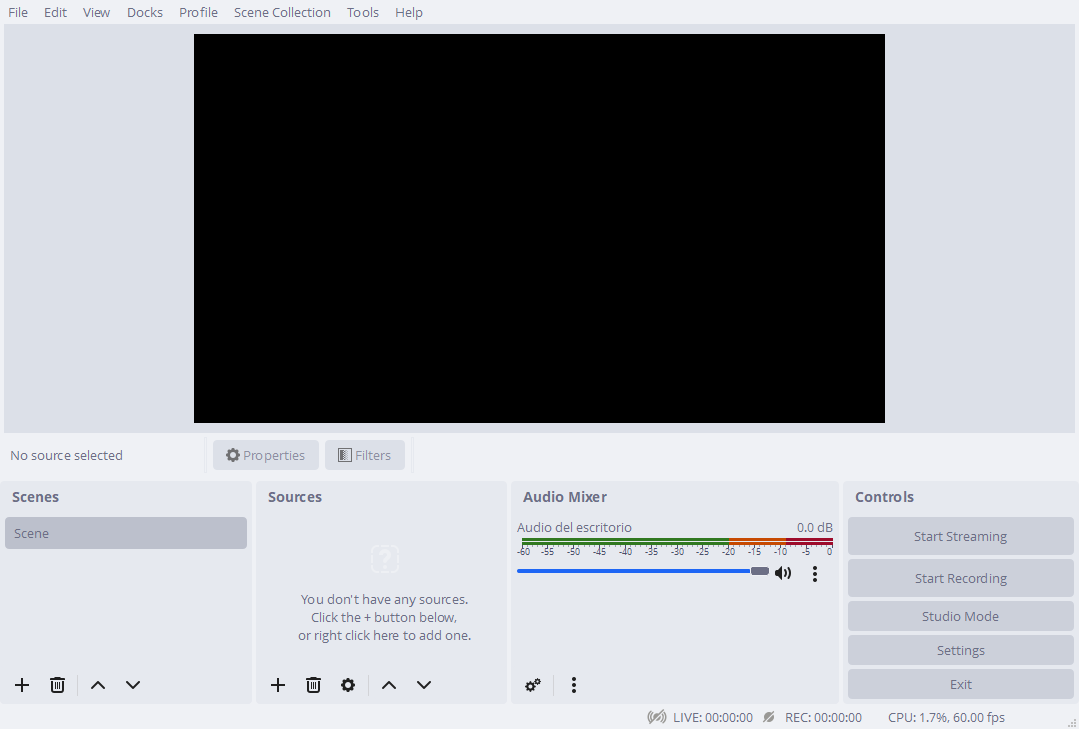 File Edit View Docks Profile Scene Collection Tools Help
No source selected
Properties
Filters
Scenes
Scene
Sources
?
You don't have any sources.
Click the + button below,
or right click here to add one.
Audio Mixer
Audio del escritorio 0.0 dB
-60 -55 -50 -45 -40 -35 -30 -25 -20 -15 -10 -5 0
Controls
Start Streaming
Start Recording
Studio Mode
Settings
Exit
LIVE: 00:00:00 REC: 00:00:00 CPU: 1.7%, 60.00 fps